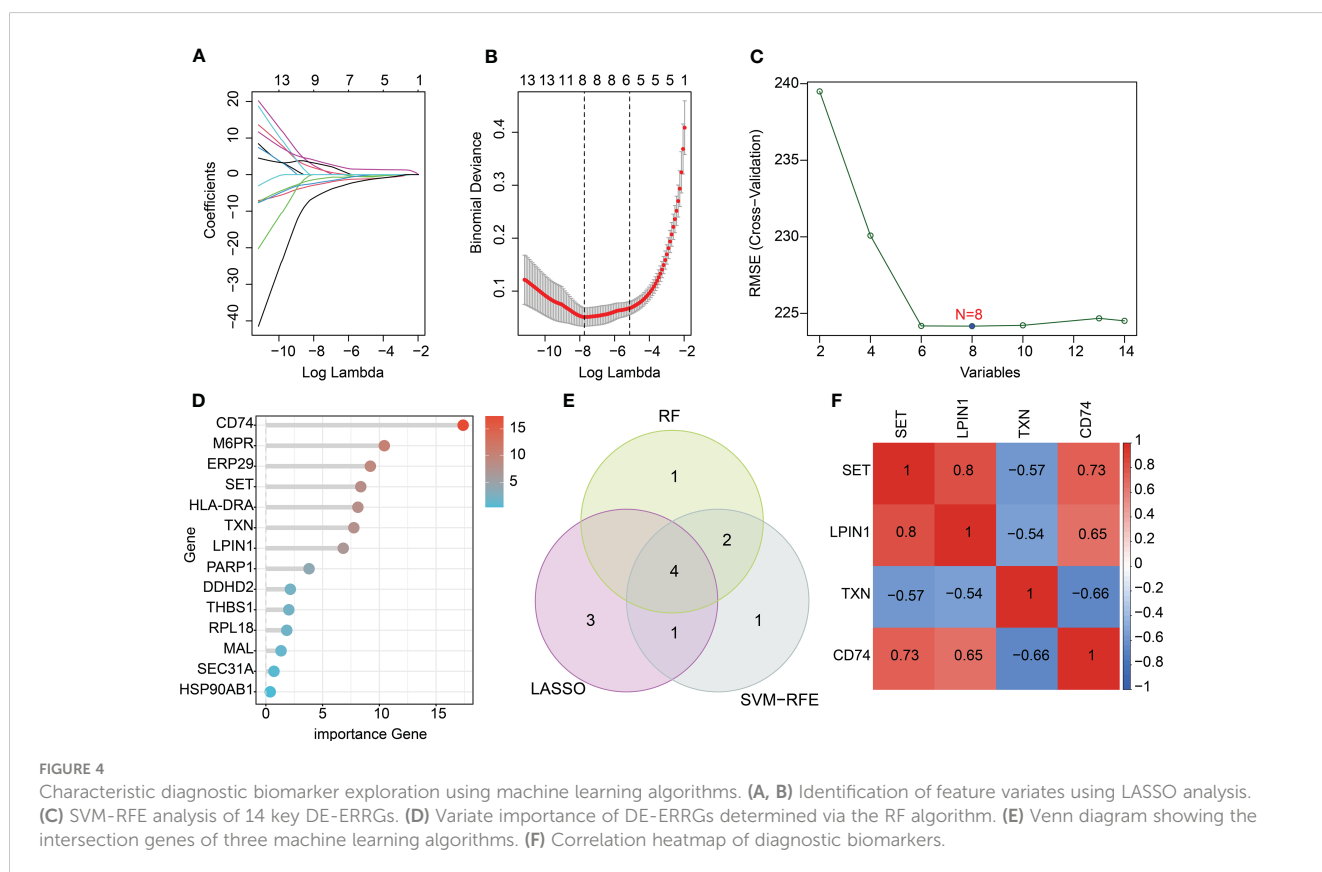 A
13 9 7 5 1
20
10
0
−10
−20
−30
−40
Coefficients
−10 −8 −6 −4 −2
Log Lambda
B
13 13 11 8 8 8 6 5 5 5 1
0.4
0.3
0.2
0.1
Binomial Deviance
−10 −8 −6 −4 −2
Log Lambda
C
240
235
230
225
RMSE (Cross-Validation)
N=8
2 4 6 8 10 12 14
Variables
D
CD74
M6PR
ERP29
SET
HLA-DRA
TXN
LPIN1
PARP1
DDHD2
THBS1
RPL18
MAL
SEC31A
HSP90AB1
Gene
0 5 10 15
importance Gene
15
10
5
E
RF
1
2
4
3
1
1
LASSO
SVM−RFE
F
SET LPIN1 TXN CD74
SET 1 0.8 −0.57 0.73
LPIN1 0.8 1 −0.54 0.65
TXN −0.57 −0.54 1 −0.66
CD74 0.73 0.65 −0.66 1
1
0.8
0.6
0.4
0.2
0
−0.2
−0.4
−0.6
−0.8
−1
FIGURE 4
Characteristic diagnostic biomarker exploration using machine learning algorithms. (A, B) Identification of feature variates using LASSO analysis.
(C) SVM-RFE analysis of 14 key DE-ERRGs. (D) Variate importance of DE-ERRGs determined via the RF algorithm. (E) Venn diagram showing the
intersection genes of three machine learning algorithms. (F) Correlation heatmap of diagnostic biomarkers.